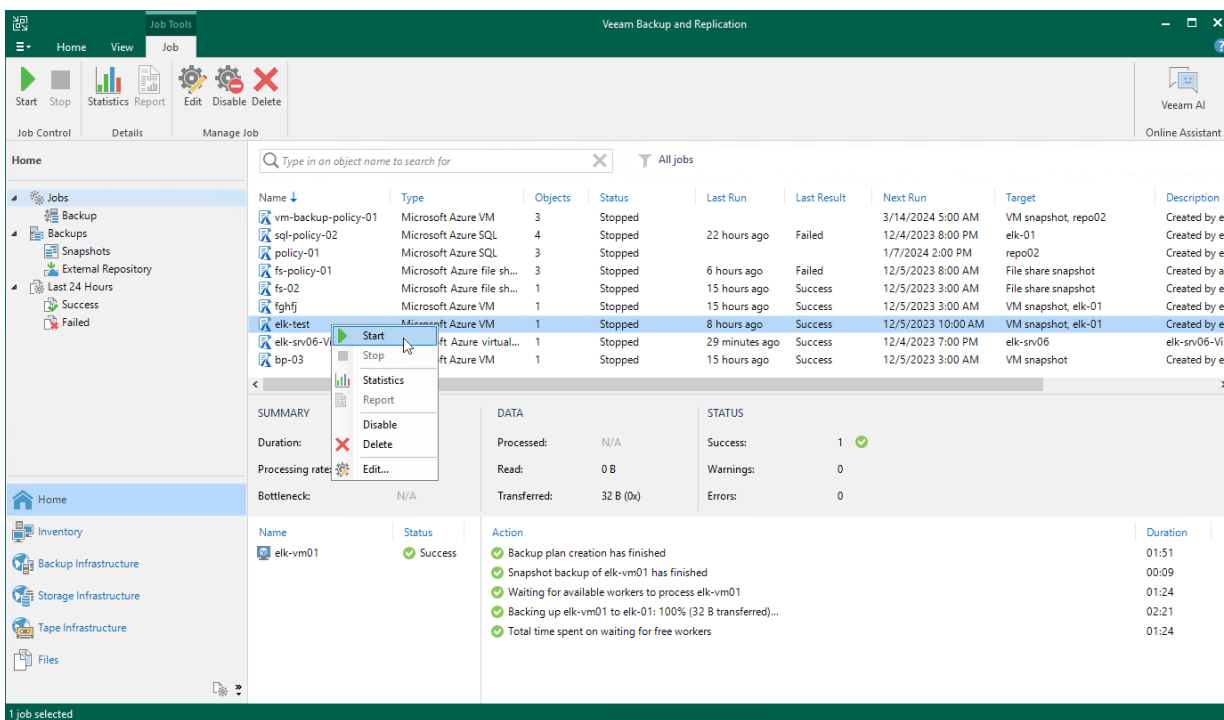 Job Tools
Veeam Backup and Replication
Home View Job
Start Stop Statistics Report Edit Disable Delete
Veeam AI
Job Control Details Manage Job Online Assistant
Home
Type in an object name to search for
All jobs
Jobs
Backup
Backups
Snapshots
External Repository
Last 24 Hours
Success
Failed
Name Type Objects Status Last Run Last Result Next Run Target Description
vm-backup-policy-01 Microsoft Azure VM 3 Stopped 3/14/2024 5:00 AM VM snapshot, repo02 Created by e
sql-policy-02 Microsoft Azure SQL 4 Stopped 22 hours ago Failed 12/4/2023 8:00 PM elk-01 Created by e
policy-01 Microsoft Azure SQL 3 Stopped 1/7/2024 2:00 PM repo02 Created by e
fs-policy-01 Microsoft Azure file sh... 3 Stopped 6 hours ago Failed 12/5/2023 8:00 AM File share snapshot Created by a
fs-02 Microsoft Azure file sh... 1 Stopped 15 hours ago Success 12/5/2023 3:00 AM File share snapshot Created by e
fghfj Microsoft Azure VM 1 Stopped 15 hours ago Success 12/5/2023 3:00 AM VM snapshot, elk-01 Created by e
elk-test Microsoft Azure VM 1 Stopped 8 hours ago Success 12/5/2023 10:00 AM VM snapshot, elk-01 Created by e
elk-srv06-Vi ft Azure virtual... 1 Stopped 29 minutes ago Success 12/4/2023 7:00 PM elk-srv06 elk-srv06-Vi
bp-03 ft Azure VM 1 Stopped 15 hours ago Success 12/5/2023 3:00 AM VM snapshot Created by e
Start
Stop
Statistics
Report
Disable
Delete
Edit...
SUMMARY DATA STATUS
Duration: Processed: N/A Success: 1
Processing rate: Read: 0 B Warnings: 0
Bottleneck: N/A Transferred: 32 B (0x) Errors: 0
Home
Inventory
Backup Infrastructure
Storage Infrastructure
Tape Infrastructure
Files
Name Status Action Duration
elk-vm01 Success Backup plan creation has finished 01:51
Snapshot backup of elk-vm01 has finished 00:09
Waiting for available workers to process elk-vm01 01:24
Backing up elk-vm01 to elk-01: 100% (32 B transferred)... 02:21
Total time spent on waiting for free workers 01:24
1 job selected